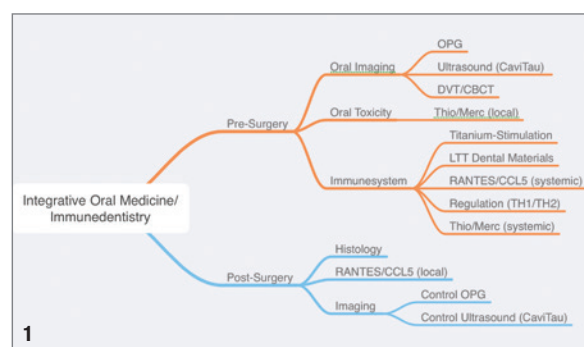 OPG
Oral Imaging
Ultrasound (CaviTau)
DVT/CBCT
Oral Toxicity
Thio/Merc (local)
Pre-Surgery
Titanium-Stimulation
LTT Dental Materials
Immunesystem
RANTES/CCL5 (systemic)
Regulation (TH1/TH2)
Thio/Merc (systemic)
Integrative Oral Medicine/
Immunedentistry
Histology
Post-Surgery
RANTES/CCL5 (local)
Imaging
Control OPG
Control Ultrasound (CaviTau)
1